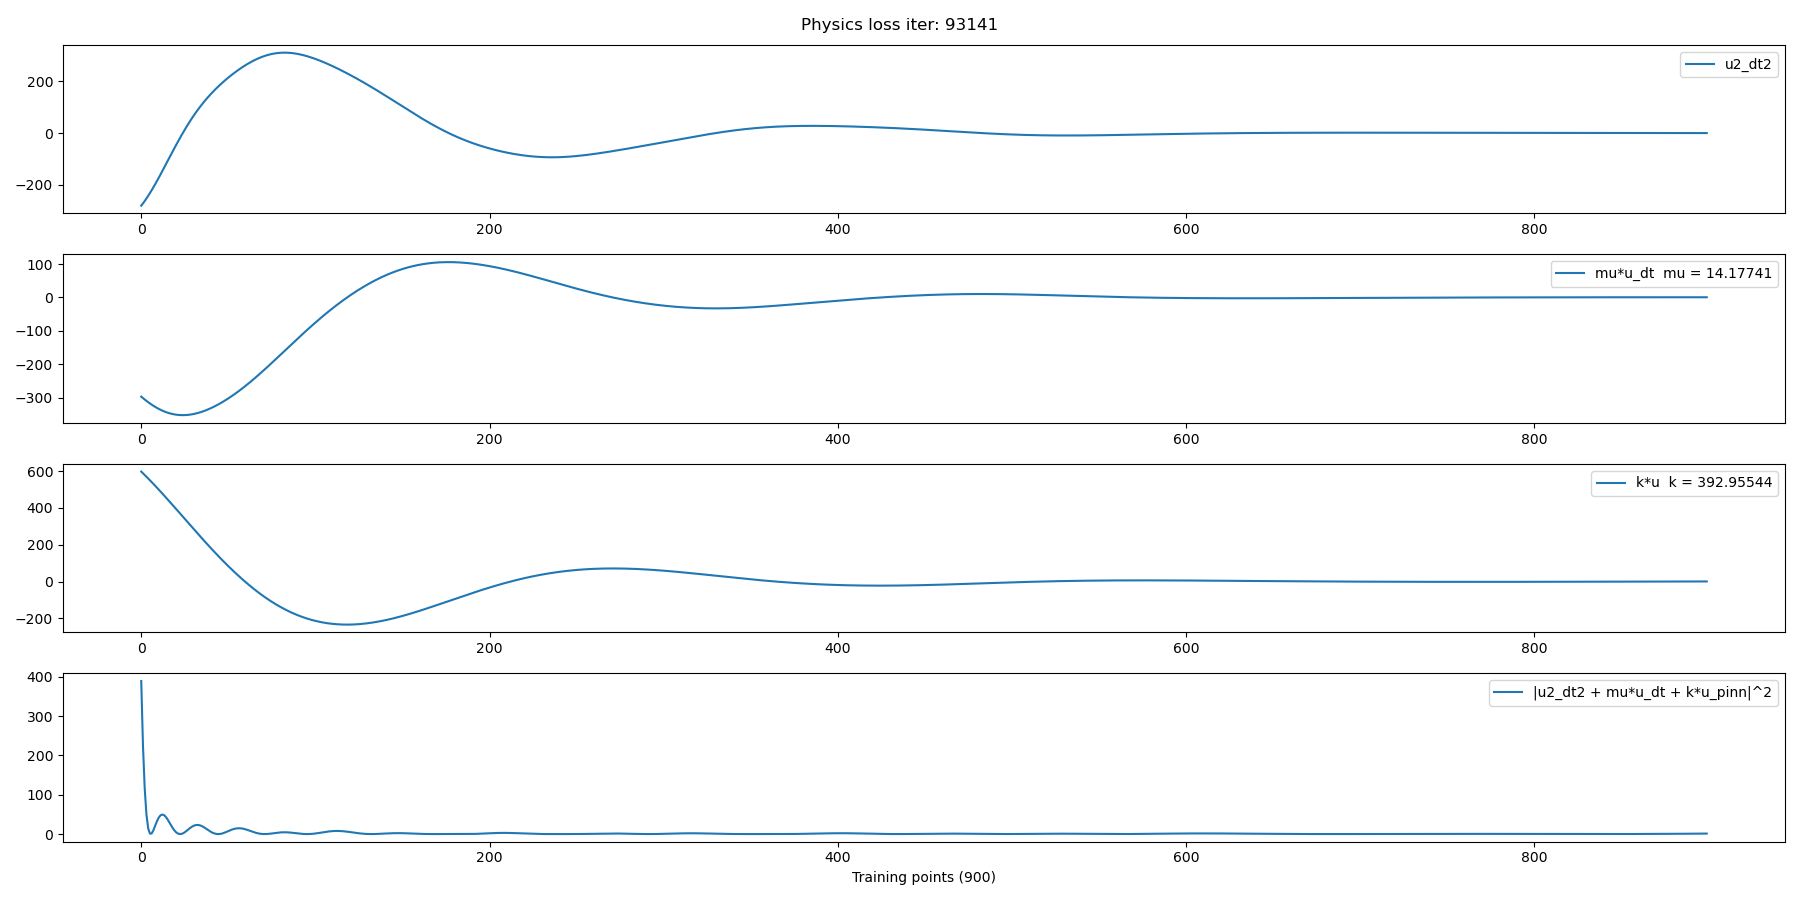 Physics loss iter: 93141
u2_dt2
200
0
−200
0 200 400 600 800
mu*u_dt  mu = 14.17741
100
0
−100
−200
−300
0 200 400 600 800
k*u  k = 392.95544
600
400
200
0
−200
0 200 400 600 800
|u2_dt2 + mu*u_dt + k*u_pinn|^2
400
300
200
100
0
0 200 400 600 800
Training points (900)